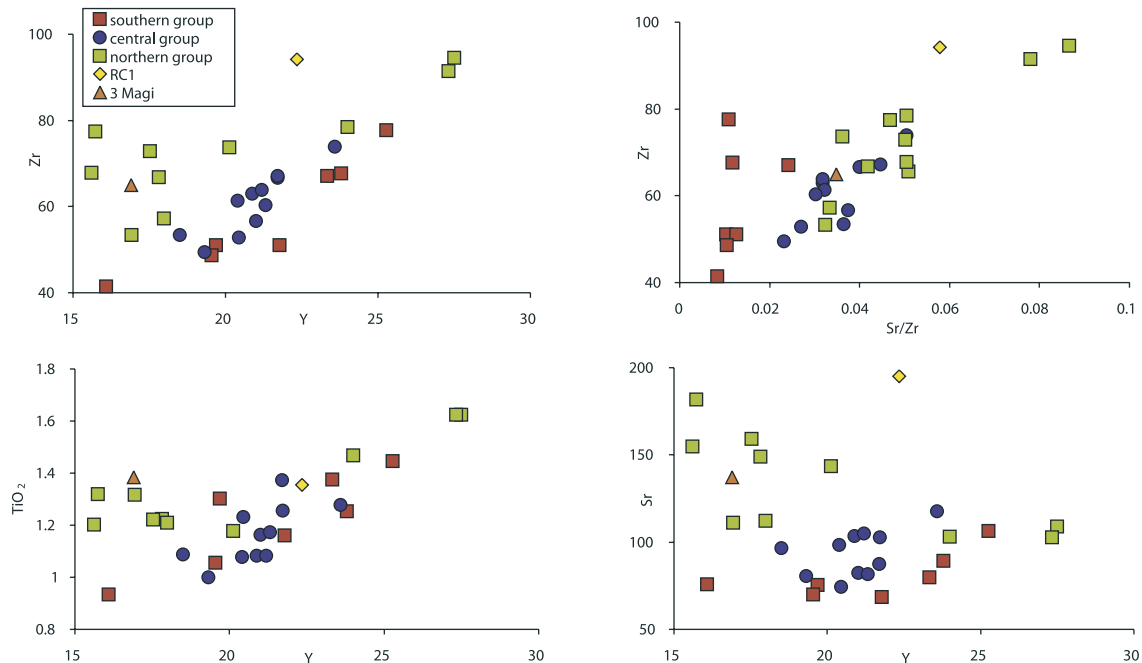 southern group
central group
northern group
RC1
3 Magi
100
80
60
40
Zr
15 20 25 30
Y
100
80
60
40
Zr
0 0.02 0.04 0.06 0.08 0.1
Sr/Zr
1.8
1.6
1.4
1.2
1
0.8
TiO2
15 20 25 30
Y
200
150
100
50
Sr
15 20 25 30
Y